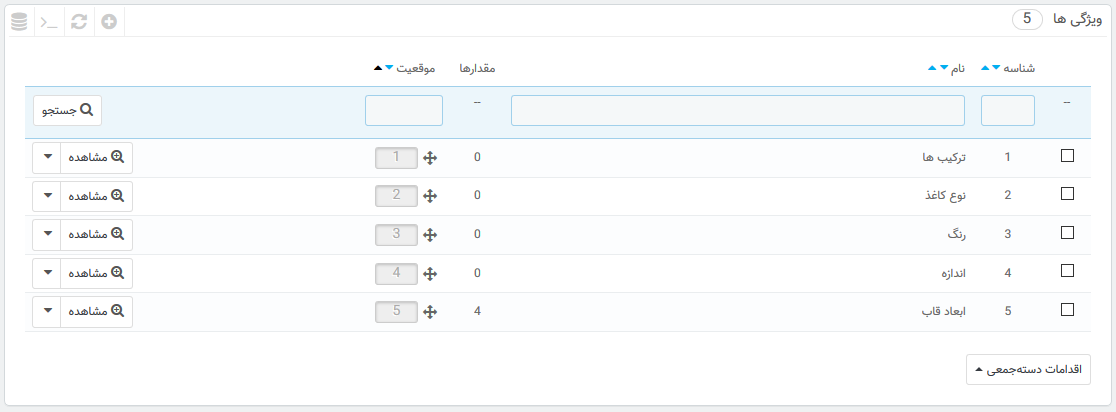 ویژگی ها 5
شناسه نام مقدارها موقعیت
-- -- جستجو
1 ترکیب ها 0 1 مشاهده
2 نوع کاغذ 0 2 مشاهده
3 رنگ 0 3 مشاهده
4 اندازه 0 4 مشاهده
5 ابعاد قاب 4 5 مشاهده
اقدامات دسته‌جمعی